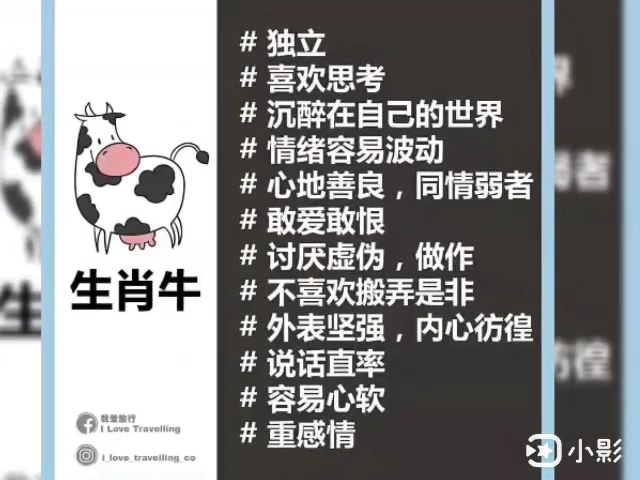 # 独立
# 喜欢思考
# 沉醉在自己的世界
# 情绪容易波动
# 心地善良，同情弱者
# 敢爱敢恨
# 讨厌虚伪，做作
# 不喜欢搬弄是非
# 外表坚强，内心彷徨
# 说话直率
# 容易心软
# 重感情
生肖牛
我爱旅行
I Love Travelling
i_love_travelling_co
小影